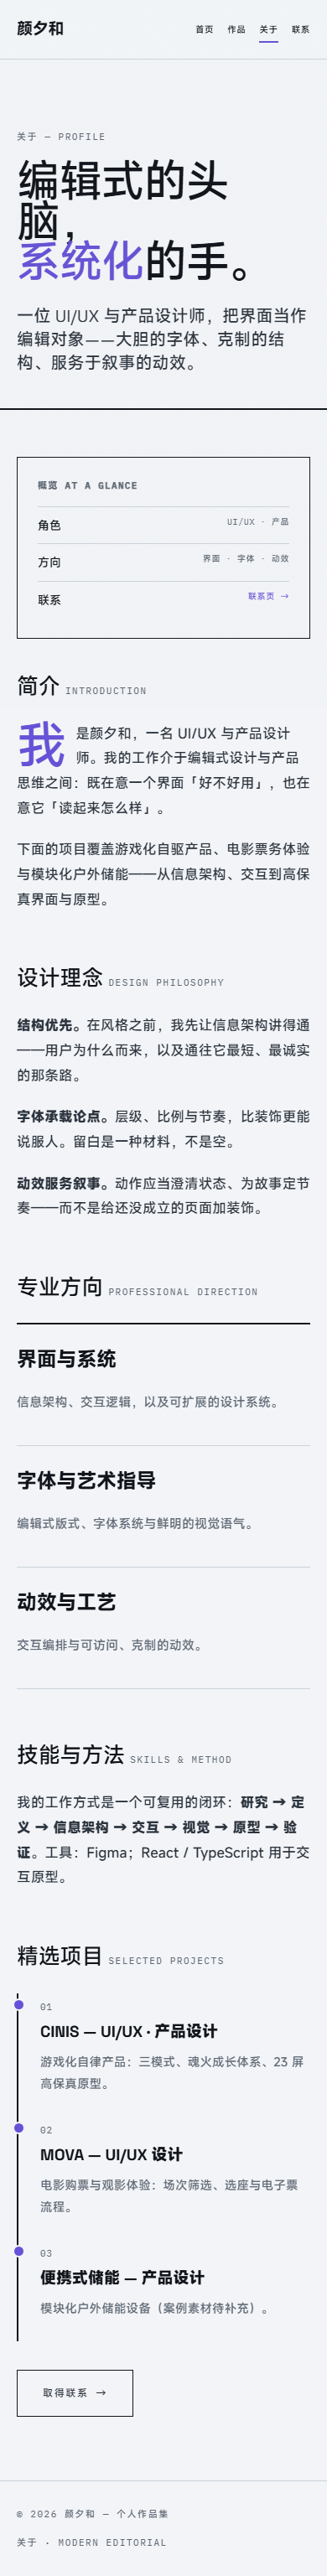 颜夕和
首页 作品 关于 联系
关于 — PROFILE
编辑式的头
脑，
系统化的手。
一位 UI/UX 与产品设计师，把界面当作
编辑对象——大胆的字体、克制的结
构、服务于叙事的动效。
概览 AT A GLANCE
角色 UI/UX · 产品
方向 界面 · 字体 · 动效
联系 联系页 →
简介 INTRODUCTION
我是颜夕和，一名 UI/UX 与产品设计
师。我的工作介于编辑式设计与产品
思维之间：既在意一个界面「好不好用」，也在
意它「读起来怎么样」。
下面的项目覆盖游戏化自驱产品、电影票务体验
与模块化户外储能——从信息架构、交互到高保
真界面与原型。
设计理念 DESIGN PHILOSOPHY
结构优先。在风格之前，我先让信息架构讲得通
——用户为什么而来，以及通往它最短、最诚实
的那条路。
字体承载论点。层级、比例与节奏，比装饰更能
说服人。留白是一种材料，不是空。
动效服务叙事。动作应当澄清状态、为故事定节
奏——而不是给还没成立的页面加装饰。
专业方向 PROFESSIONAL DIRECTION
界面与系统
信息架构、交互逻辑，以及可扩展的设计系统。
字体与艺术指导
编辑式版式、字体系统与鲜明的视觉语气。
动效与工艺
交互编排与可访问、克制的动效。
技能与方法 SKILLS & METHOD
我的工作方式是一个可复用的闭环：研究 → 定
义 → 信息架构 → 交互 → 视觉 → 原型 → 验
证。工具：Figma；React / TypeScript 用于交
互原型。
精选项目 SELECTED PROJECTS
01
CINIS — UI/UX · 产品设计
游戏化自律产品：三模式、魂火成长体系、23 屏
高保真原型。
02
MOVA — UI/UX 设计
电影购票与观影体验：场次筛选、选座与电子票
流程。
03
便携式储能 — 产品设计
模块化户外储能设备（案例素材待补充）。
取得联系 →
© 2026 颜夕和 — 个人作品集
关于 · MODERN EDITORIAL